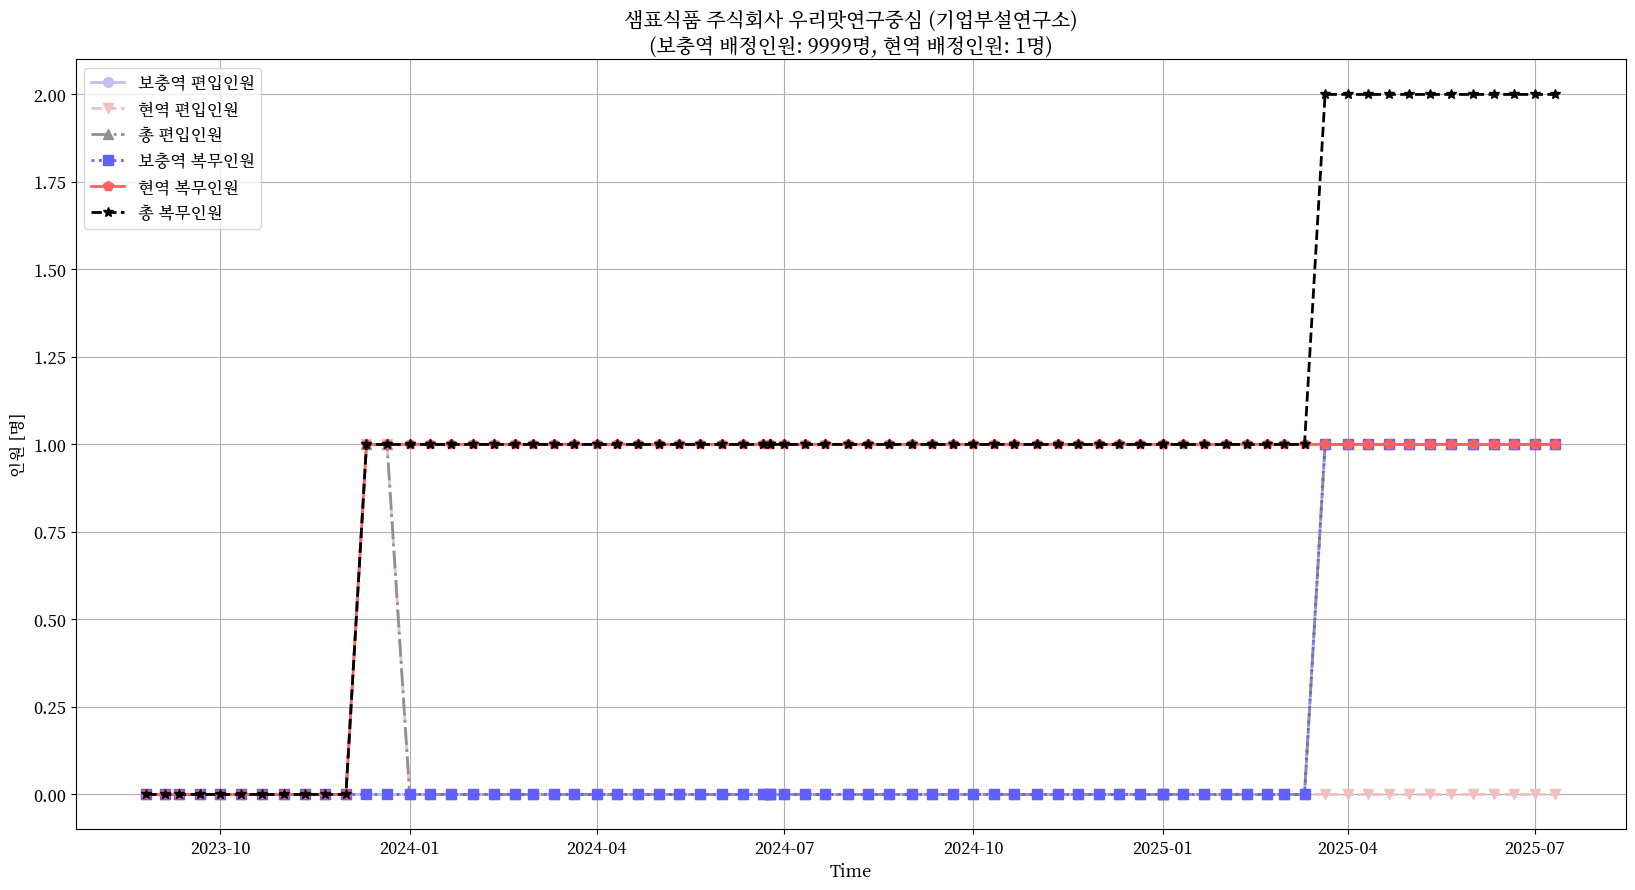 샘표식품 주식회사 우리맛연구중심 (기업부설연구소)
(보충역 배정인원: 9999명, 현역 배정인원: 1명)
보충역 편입인원
현역 편입인원
총 편입인원
보충역 복무인원
현역 복무인원
총 복무인원
2.00
1.75
1.50
1.25
1.00
0.75
0.50
0.25
0.00
인원 [명]
2023-10
2024-01
2024-04
2024-07
2024-10
2025-01
2025-04
2025-07
Time